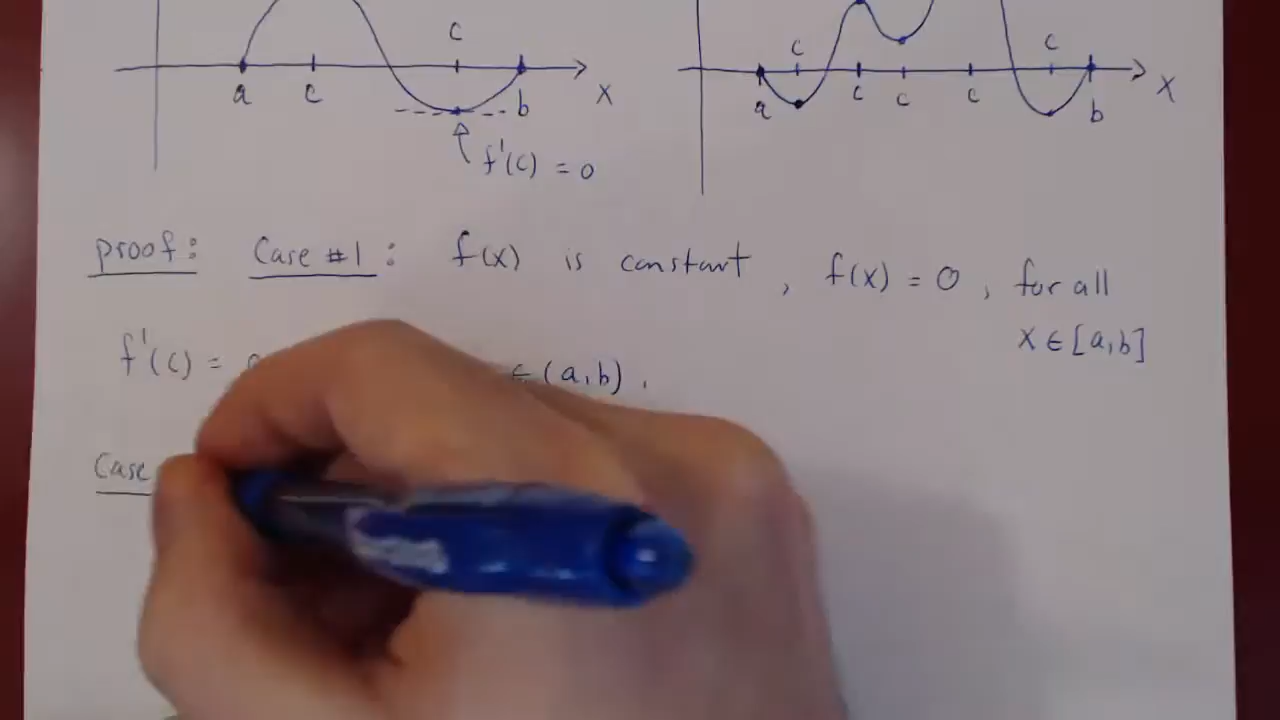 c c
a c b x
a c c c b x
f'(c) = 0
proof: Case #1: f(x) is constant, f(x) = 0, for all
x ∈ [a,b]
f'(c) = ∈ (a,b).
Case